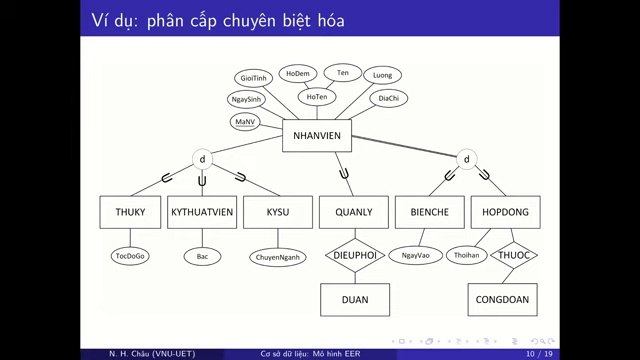 Ví dụ: phân cấp chuyên biệt hóa
GioiTinh
HoDem
Ten
Luong
NgaySinh
HoTen
DiaChi
MaNV
NHANVIEN
d
d
THUKY
KYTHUATVIEN
KYSU
QUANLY
BIENCHE
HOPDONG
TocDoGo
Bac
ChuyenNganh
DIEUPHOI
NgayVao
Thoihan
THUOC
DUAN
CONGDOAN
N. H. Châu (VNU-UET)
Cơ sở dữ liệu: Mô hình EER
10 / 19